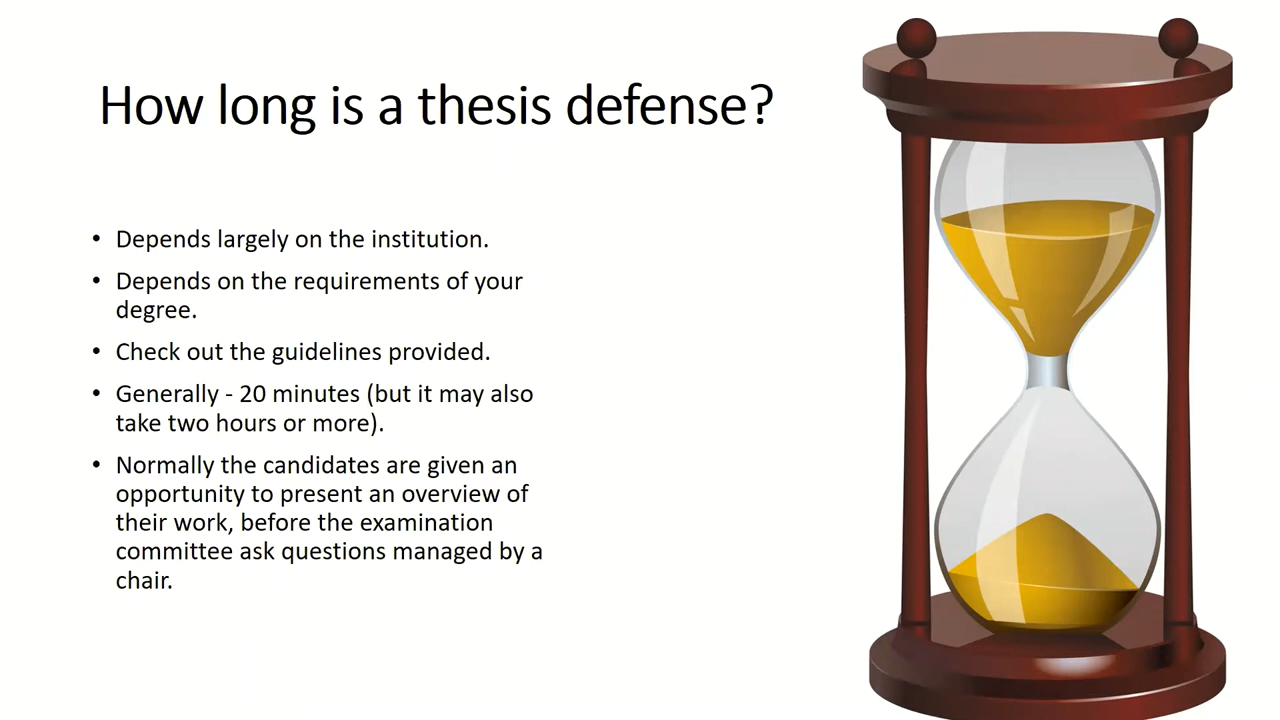 How long is a thesis defense?
• Depends largely on the institution.
• Depends on the requirements of your
degree.
• Check out the guidelines provided.
• Generally - 20 minutes (but it may also
take two hours or more).
• Normally the candidates are given an
opportunity to present an overview of
their work, before the examination
committee ask questions managed by a
chair.